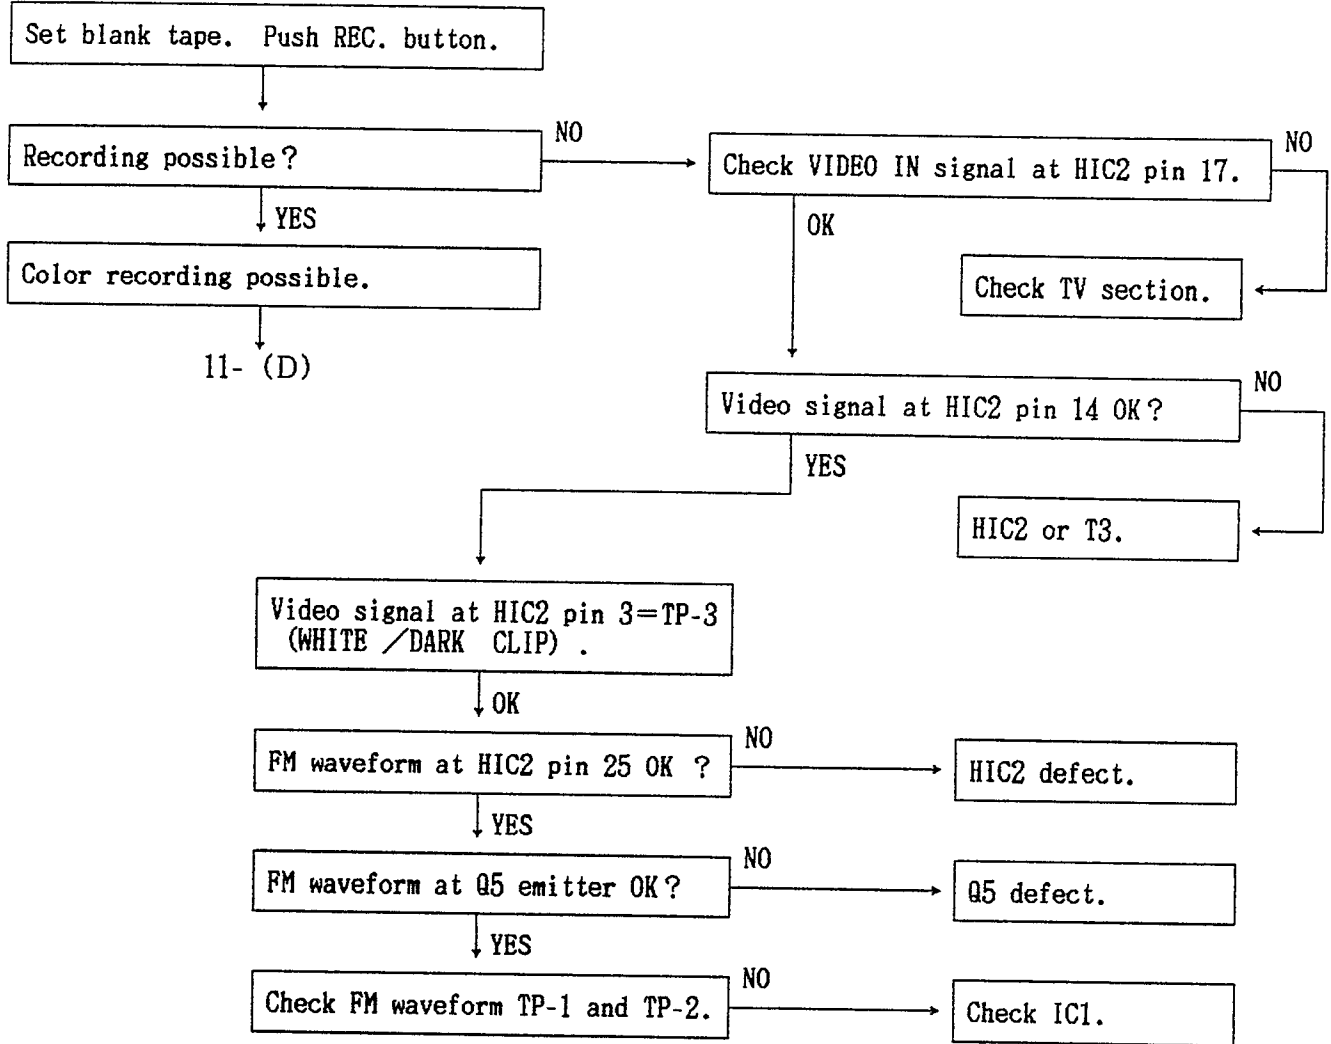 Set blank tape. Push REC. button.
Recording possible?
NO
Check VIDEO IN signal at HIC2 pin 17.
NO
YES
OK
Color recording possible.
Check TV section.
11- (D)
Video signal at HIC2 pin 14 OK?
NO
YES
HIC2 or T3.
Video signal at HIC2 pin 3=TP-3
(WHITE /DARK CLIP) .
OK
FM waveform at HIC2 pin 25 OK ?
NO
HIC2 defect.
YES
FM waveform at Q5 emitter OK?
NO
Q5 defect.
YES
Check FM waveform TP-1 and TP-2.
NO
Check IC1.